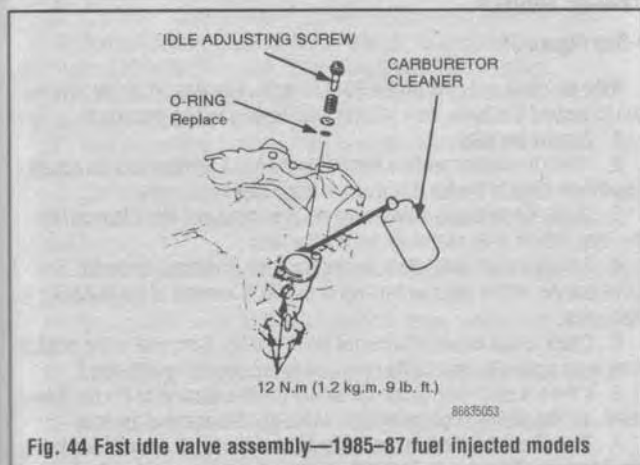 IDLE ADJUSTING SCREW
CARBURETOR
CLEANER
O-RING
Replace
12 N.m (1.2 kg.m, 9 lb. ft.)
86835053
Fig. 44 Fast idle valve assembly—1985–87 fuel injected models